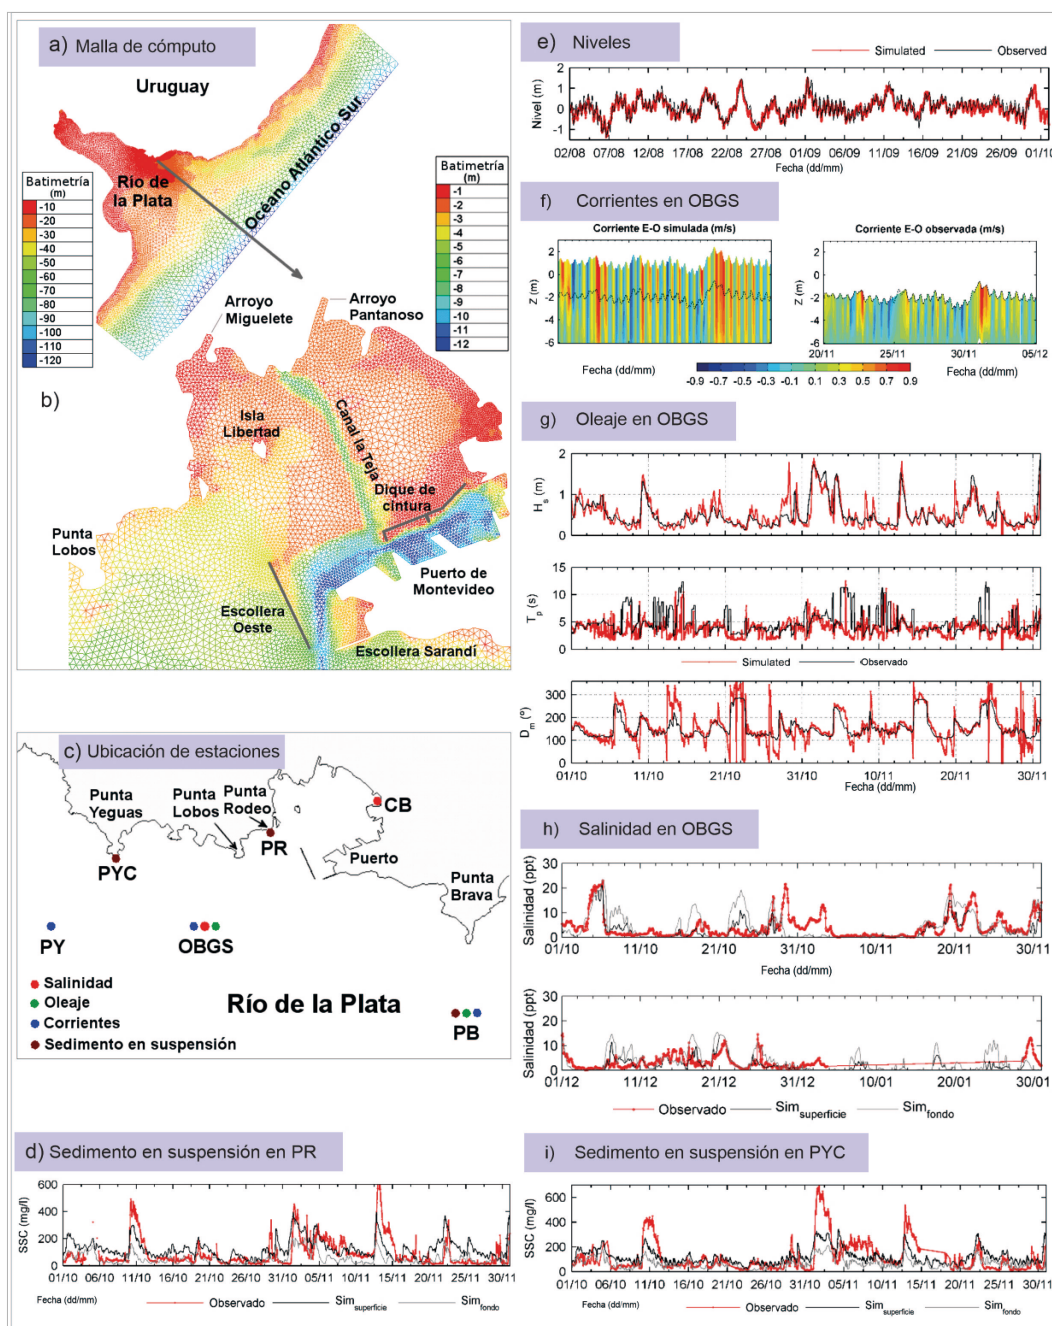 a) Malla de cómputo
Uruguay
Río de
la Plata
Océano Atlántico Sur
Batimetría
(m)
-10
-20
-30
-40
-50
-60
-70
-80
-90
-100
-110
-120
Batimetría
(m)
-1
-2
-3
-4
-5
-6
-7
-8
-9
-10
-11
-12
b)
Arroyo
Miguelete
Arroyo
Pantanoso
Isla
Libertad
Canal la Teja
Dique de
cintura
Punta
Lobos
Puerto de
Montevideo
Escollera
Oeste
Escollera Sarandí
c) Ubicación de estaciones
Punta
Yeguas
Punta
Lobos
Punta
Rodeo
CB
PR
Puerto
PYC
Punta
Brava
PY
OBGS
Salinidad
Oleaje
Corrientes
Sedimento en suspensión
Río de la Plata
PB
d) Sedimento en suspensión en PR
SSC (mg/l)
600
400
200
0
01/10 06/10 11/10 16/10 21/10 26/10 31/10 05/11 10/11 15/11 20/11 25/11 30/11
Fecha (dd/mm)
Observado
Sim superficie
Sim fondo
e) Niveles
Simulated
Observed
Nivel (m)
2
1
0
-1
02/08 07/08 12/08 17/08 22/08 27/08 01/09 06/09 11/09 16/09 21/09 26/09 01/10
Fecha (dd/mm)
f) Corrientes en OBGS
Corriente E-O simulada (m/s)
Z (m)
2
0
-2
-4
-6
Fecha (dd/mm)
Corriente E-O observada (m/s)
Z (m)
2
0
-2
-4
-6
20/11 25/11 30/11 05/12
Fecha (dd/mm)
-0.9 -0.7 -0.5 -0.3 -0.1 0.1 0.3 0.5 0.7 0.9
g) Oleaje en OBGS
Hs (m)
2
1
0
Tp (s)
15
10
5
0
Simulated
Observado
Dm (º)
300
200
100
01/10 11/10 21/10 31/10 10/11 20/11 30/11
Fecha (dd/mm)
h) Salinidad en OBGS
Salinidad (ppt)
30
20
10
0
01/10 11/10 21/10 31/10 10/11 20/11 30/11
Fecha (dd/mm)
Salinidad (ppt)
30
20
10
0
01/12 11/12 21/12 31/12 10/01 20/01 30/01
Observado
Sim superficie
Sim fondo
i) Sedimento en suspensión en PYC
SSC (mg/l)
600
400
200
0
01/10 06/10 11/10 16/10 21/10 26/10 31/10 05/11 10/11 15/11 20/11 25/11 30/11
Fecha (dd/mm)
Observado
Sim superficie
Sim fondo